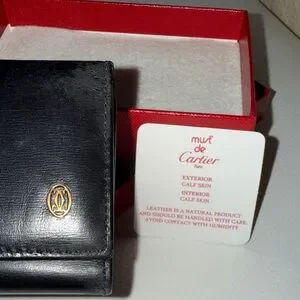 must
de
Cartier
Paris
EXTERIOR
CALF SKIN
INTERIOR
CALF SKIN
LEATHER IS A NATURAL PRODUCT
AND SHOULD BE HANDLED WITH CARE.
AVOID CONTACT WITH HUMIDITY